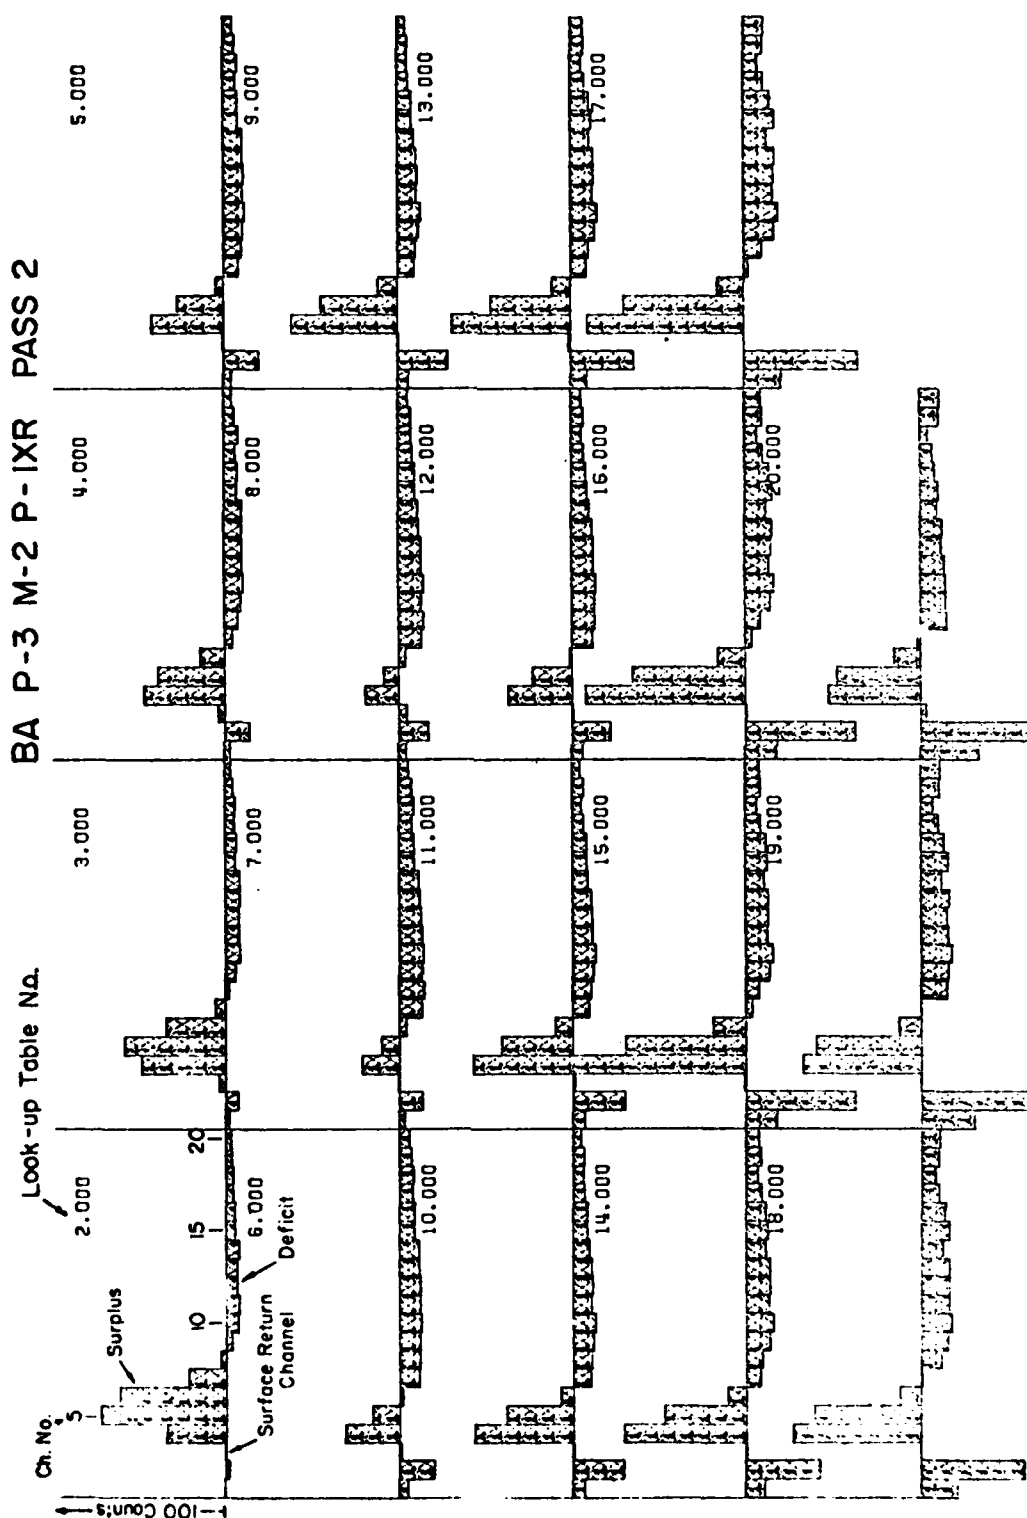 BA P-3 M-2 P-1XR PASS 2
Look-up Table No.
2.000 3.000 4.000 5.000
Ch. No.
5 10 15 20
Surplus
Deficit
Surface Return
Channel
100 Counts
6.000 7.000 8.000 9.000
10.000 11.000 12.000 13.000
14.000 15.000 16.000 17.000
18.000 19.000 20.000